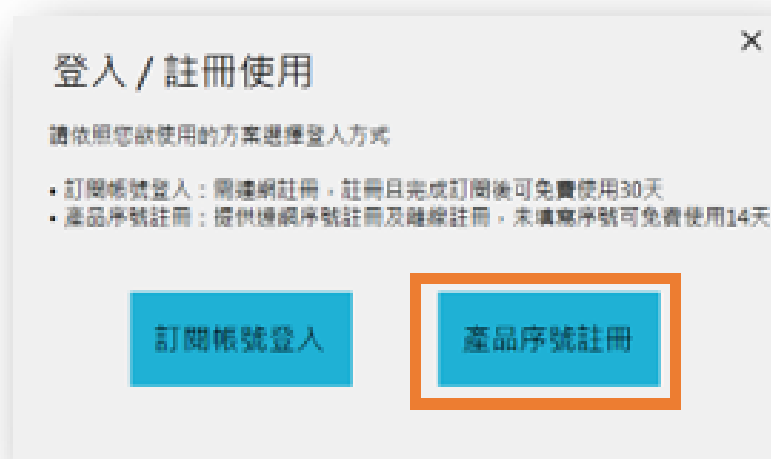 登入 / 註冊使用
請依照您欲使用的方案選擇登入方式
• 訂閱帳號登入：需連網註冊，註冊且完成訂閱後可免費使用30天
• 產品序號註冊：提供連網序號註冊及離線註冊，未填寫序號可免費使用14天
訂閱帳號登入
產品序號註冊